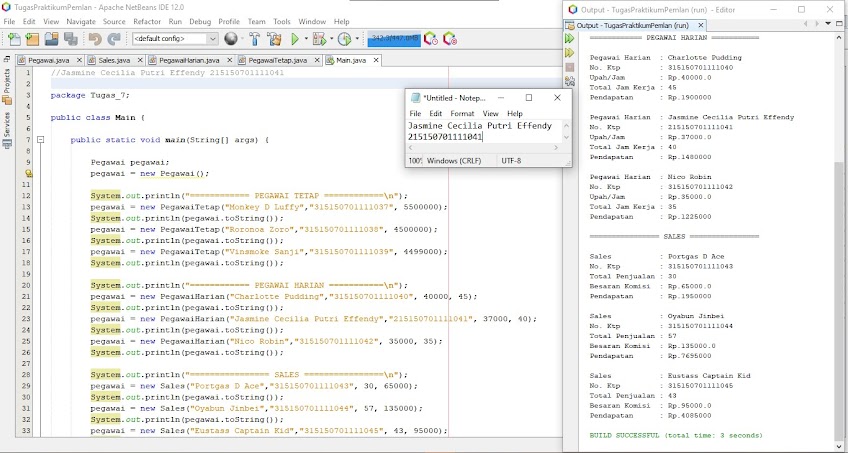 TugasPraktikumPemlan - Apache NetBeans IDE 12.0
File Edit View Navigate Source Refactor Run Debug Profile Team Tools Window Help
<default config>
Pegawai.java Sales.java PegawaiHarian.java PegawaiTetap.java Main.java
Projects
Services
1 //Jasmine Cecilia Putri Effendy 215150701111041
2
3 package Tugas_7;
4
5 public class Main {
6
7 public static void main(String[] args) {
8
9 Pegawai pegawai;
pegawai = new Pegawai();
11
12 System.out.println("============ PEGAWAI TETAP ============\n");
13 pegawai = new PegawaiTetap("Monkey D Luffy","315150701111037", 5500000);
14 System.out.println(pegawai.toString());
15 pegawai = new PegawaiTetap("Roronoa Zoro","315150701111038", 4500000);
16 System.out.println(pegawai.toString());
17 pegawai = new PegawaiTetap("Vinsmoke Sanji","315150701111039", 4499000);
18 System.out.println(pegawai.toString());
19
20 System.out.println("============ PEGAWAI HARIAN ============\n");
21 pegawai = new PegawaiHarian("Charlotte Pudding","315150701111040", 40000, 45);
22 System.out.println(pegawai.toString());
23 pegawai = new PegawaiHarian("Jasmine Cecilia Putri Effendy","215150701111041", 37000, 40);
24 System.out.println(pegawai.toString());
25 pegawai = new PegawaiHarian("Nico Robin","315150701111042", 35000, 35);
26 System.out.println(pegawai.toString());
27
28 System.out.println("================ SALES ================\n");
29 pegawai = new Sales("Portgas D Ace","315150701111043", 30, 65000);
30 System.out.println(pegawai.toString());
31 pegawai = new Sales("Oyabun Jinbei","315150701111044", 57, 135000);
32 System.out.println(pegawai.toString());
33 pegawai = new Sales("Eustass Captain Kid","315150701111045", 43, 95000);
*Untitled - Notep...
File Edit Format View Help
Jasmine Cecilia Putri Effendy
215150701111041
100% Windows (CRLF) UTF-8
Output - TugasPraktikumPemlan (run) - Editor
Output - TugasPraktikumPemlan (run)
============ PEGAWAI HARIAN ============
Pegawai Harian : Charlotte Pudding
No. Ktp : 315150701111040
Upah/Jam : Rp.40000.0
Total Jam Kerja : 45
Pendapatan : Rp.1900000
Pegawai Harian : Jasmine Cecilia Putri Effendy
No. Ktp : 215150701111041
Upah/Jam : Rp.37000.0
Total Jam Kerja : 40
Pendapatan : Rp.1480000
Pegawai Harian : Nico Robin
No. Ktp : 315150701111042
Upah/Jam : Rp.35000.0
Total Jam Kerja : 35
Pendapatan : Rp.1225000
================ SALES ================
Sales : Portgas D Ace
No. Ktp : 315150701111043
Total Penjualan : 30
Besaran Komisi : Rp.65000.0
Pendapatan : Rp.1950000
Sales : Oyabun Jinbei
No. Ktp : 315150701111044
Total Penjualan : 57
Besaran Komisi : Rp.135000.0
Pendapatan : Rp.7695000
Sales : Eustass Captain Kid
No. Ktp : 315150701111045
Total Penjualan : 43
Besaran Komisi : Rp.95000.0
Pendapatan : Rp.4085000
BUILD SUCCESSFUL (total time: 3 seconds)